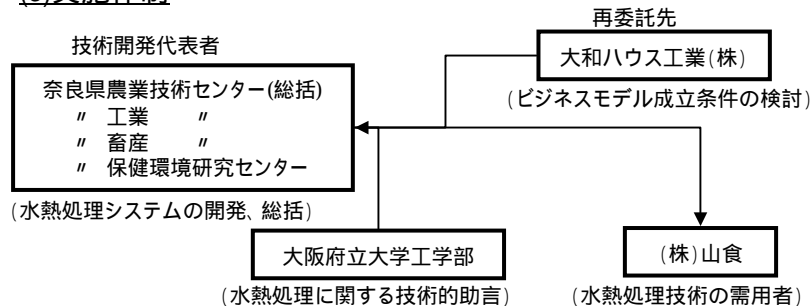 実施体制
再委託先
技術開発代表者
大和ハウス工業(株)
(ビジネスモデル成立条件の検討)
奈良県農業技術センター(総括)
〃 工業 〃
〃 畜産 〃
〃 保健環境研究センター
(水熱処理システムの開発、総括)
大阪府立大学工学部
(水熱処理に関する技術的助言)
(株)山食
(水熱処理技術の需用者)